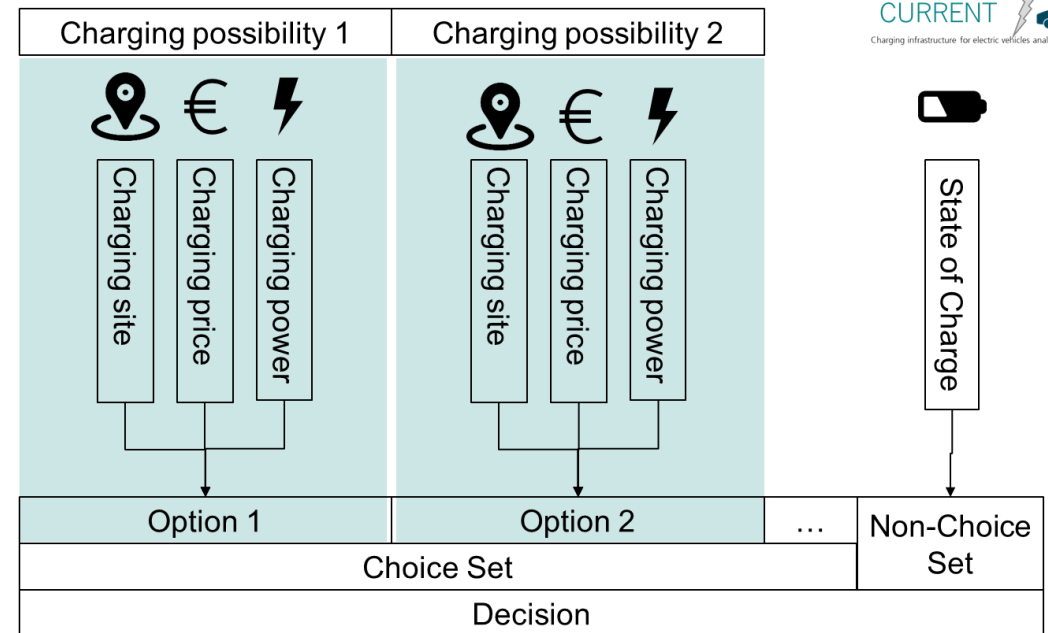 CURRENT
Charging infrastructure for electric vehicles
Charging possibility 1
Charging possibility 2
€
€
Charging site
Charging price
Charging power
Charging site
Charging price
Charging power
State of Charge
Option 1
Option 2
…
Non-Choice
Set
Choice Set
Decision